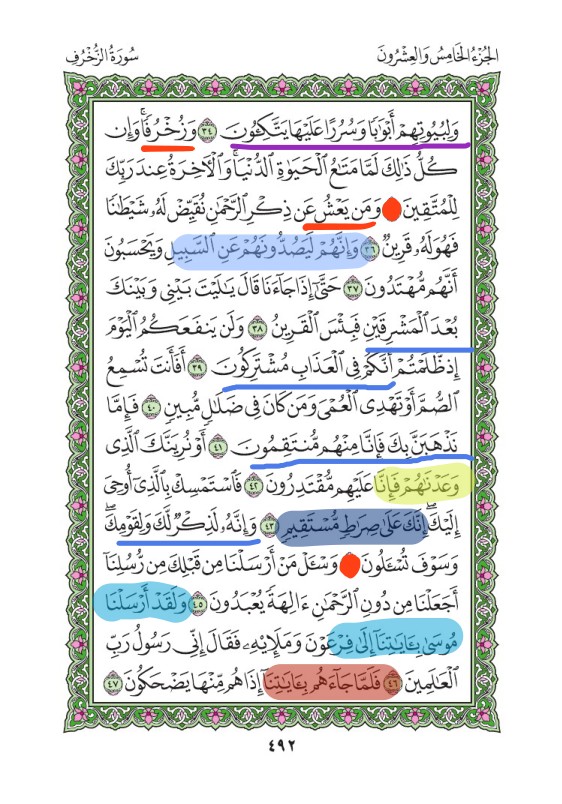 الجُزْءُ الخَامِسُ وَالعِشْرُونَ
سُورَةُ الزُّخْرُفِ
وَلِبُيُوتِهِمْ أَبْوَٰبًا وَسُرُرًا عَلَيْهَا يَتَّكِـُٔونَ ٣٤ وَزُخْرُفًاۚ وَإِن
كُلُّ ذَٰلِكَ لَمَّا مَتَـٰعُ ٱلْحَيَوٰةِ ٱلدُّنْيَاۚ وَٱلْـَٔاخِرَةُ عِندَ رَبِّكَ
لِلْمُتَّقِينَ وَمَن يَعْشُ عَن ذِكْرِ ٱلرَّحْمَـٰنِ نُقَيِّضْ لَهُۥ شَيْطَـٰنًا
فَهُوَ لَهُۥ قَرِينٌ ٣٦ وَإِنَّهُمْ لَيَصُدُّونَهُمْ عَنِ ٱلسَّبِيلِ وَيَحْسَبُونَ
أَنَّهُم مُّهْتَدُونَ ٣٧ حَتَّىٰٓ إِذَا جَآءَنَا قَالَ يَـٰلَيْتَ بَيْنِى وَبَيْنَكَ
بُعْدَ ٱلْمَشْرِقَيْنِ فَبِئْسَ ٱلْقَرِينُ ٣٨ وَلَن يَنفَعَكُمُ ٱلْيَوْمَ
إِذ ظَّلَمْتُمْ أَنَّكُمْ فِى ٱلْعَذَابِ مُشْتَرِكُونَ ٣٩ أَفَأَنتَ تُسْمِعُ
ٱلصُّمَّ أَوْ تَهْدِى ٱلْعُمْىَ وَمَن كَانَ فِى ضَلَـٰلٍ مُّبِينٍ ٤٠ فَإِمَّا
نَذْهَبَنَّ بِكَ فَإِنَّا مِنْهُم مُّنتَقِمُونَ ٤١ أَوْ نُرِيَنَّكَ ٱلَّذِى
وَعَدْنَـٰهُمْ فَإِنَّا عَلَيْهِم مُّقْتَدِرُونَ ٤٢ فَٱسْتَمْسِكْ بِٱلَّذِىٓ أُوحِىَ
إِلَيْكَۖ إِنَّكَ عَلَىٰ صِرَٰطٍ مُّسْتَقِيمٍ ٤٣ وَإِنَّهُۥ لَذِكْرٌ لَّكَ وَلِقَوْمِكَۖ
وَسَوْفَ تُسْـَٔلُونَ وَسْـَٔلْ مَنْ أَرْسَلْنَا مِن قَبْلِكَ مِن رُّسُلِنَآ
أَجَعَلْنَا مِن دُونِ ٱلرَّحْمَـٰنِ ءَالِهَةً يُعْبَدُونَ ٤٥ وَلَقَدْ أَرْسَلْنَا
مُوسَىٰ بِـَٔايَـٰتِنَآ إِلَىٰ فِرْعَوْنَ وَمَلَإِي۟هِۦ فَقَالَ إِنِّى رَسُولُ رَبِّ
ٱلْعَـٰلَمِينَ ٤٦ فَلَمَّا جَآءَهُم بِـَٔايَـٰتِنَآ إِذَا هُم مِّنْهَا يَضْحَكُونَ ٤٧
٤٩٢